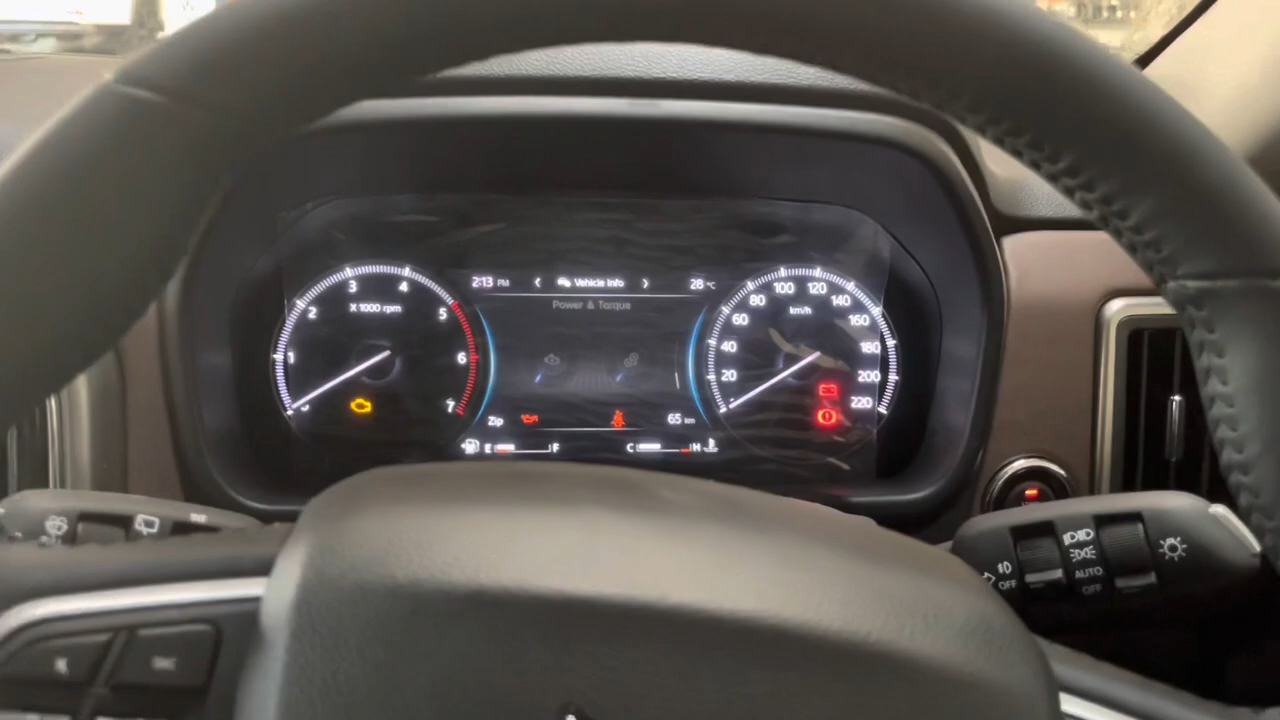 2:13 PM
Vehicle Info
28 °C
Power & Torque
1
2
3
4
5
6
7
X 1000 rpm
20
40
60
80
100
120
140
160
180
200
220
km/h
Zip
65 km
E
F
C
H
OFF
AUTO
OFF